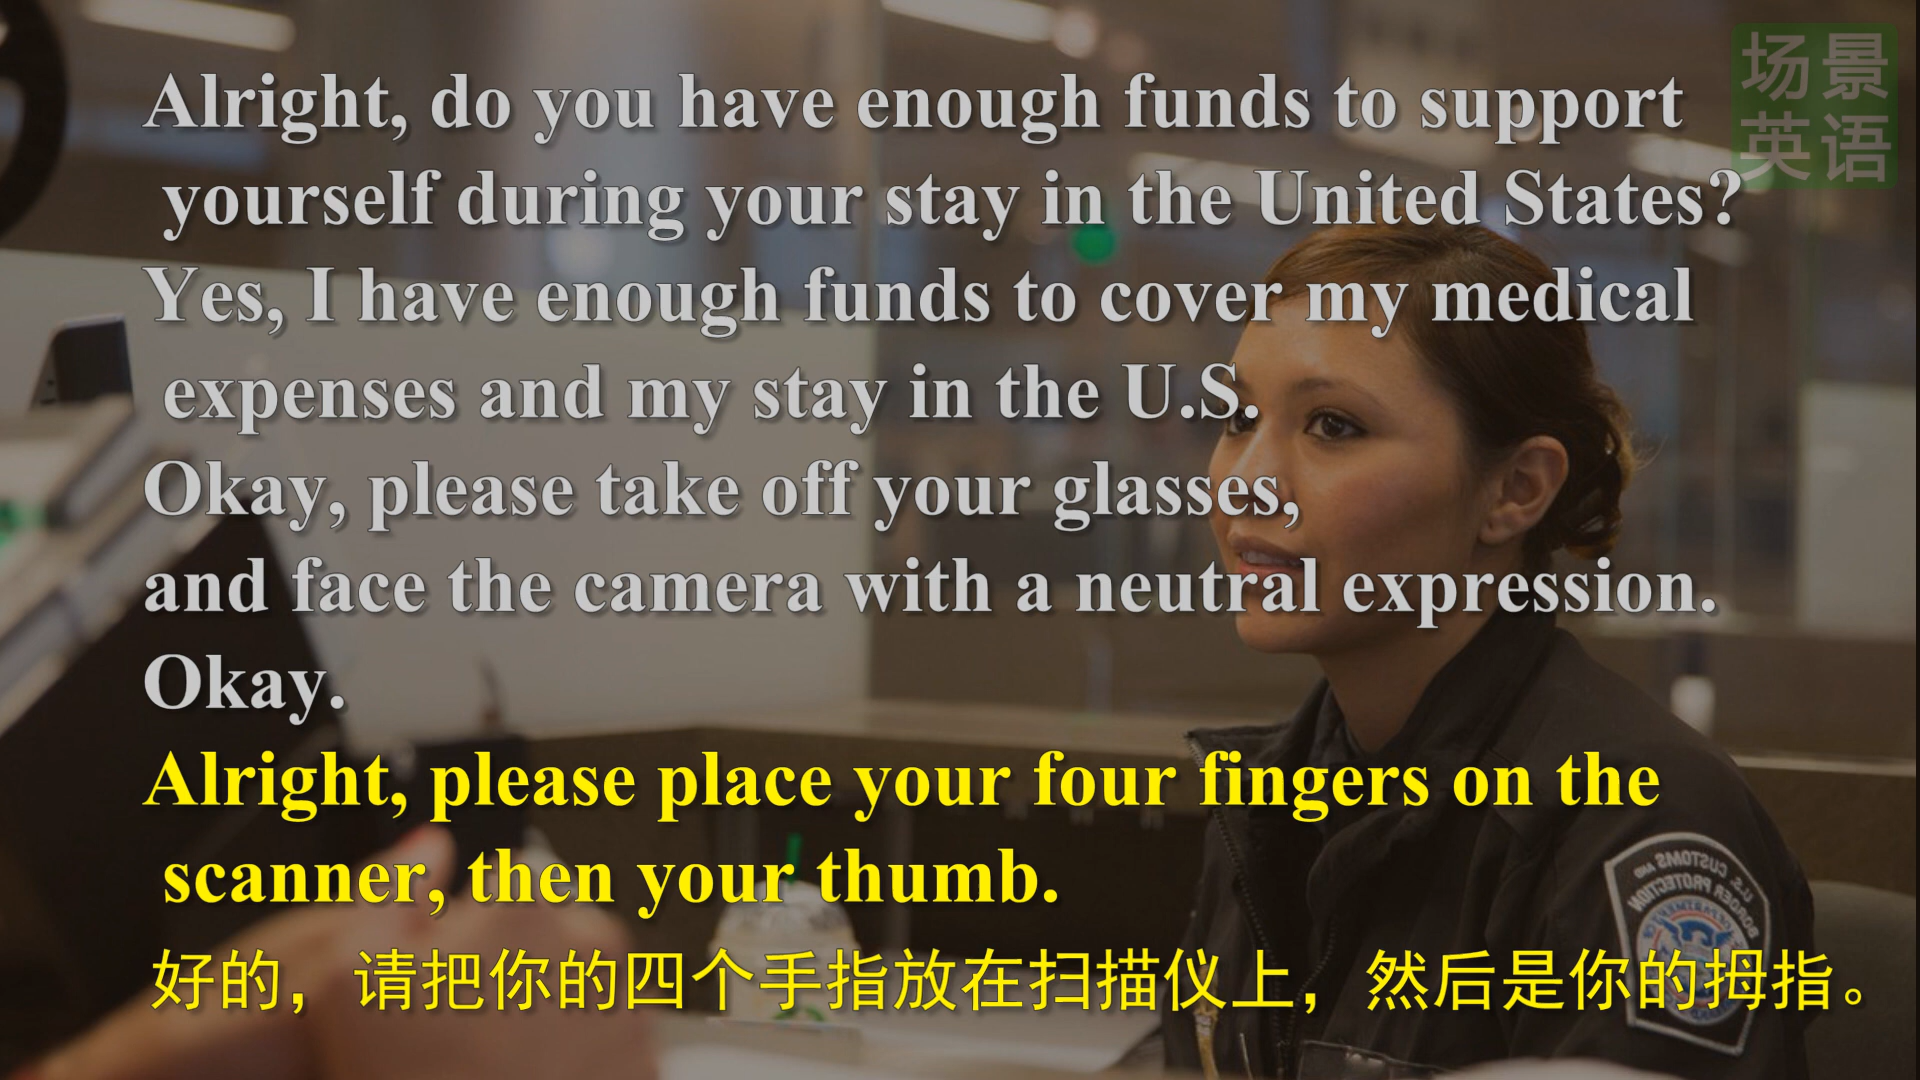 场景
英语
Alright, do you have enough funds to support
yourself during your stay in the United States?
Yes, I have enough funds to cover my medical
expenses and my stay in the U.S.
Okay, please take off your glasses,
and face the camera with a neutral expression.
Okay.
Alright, please place your four fingers on the
scanner, then your thumb.
好的，请把你的四个手指放在扫描仪上，然后是你的拇指。
U.S. CUSTOMS AND
BORDER PROTECTION